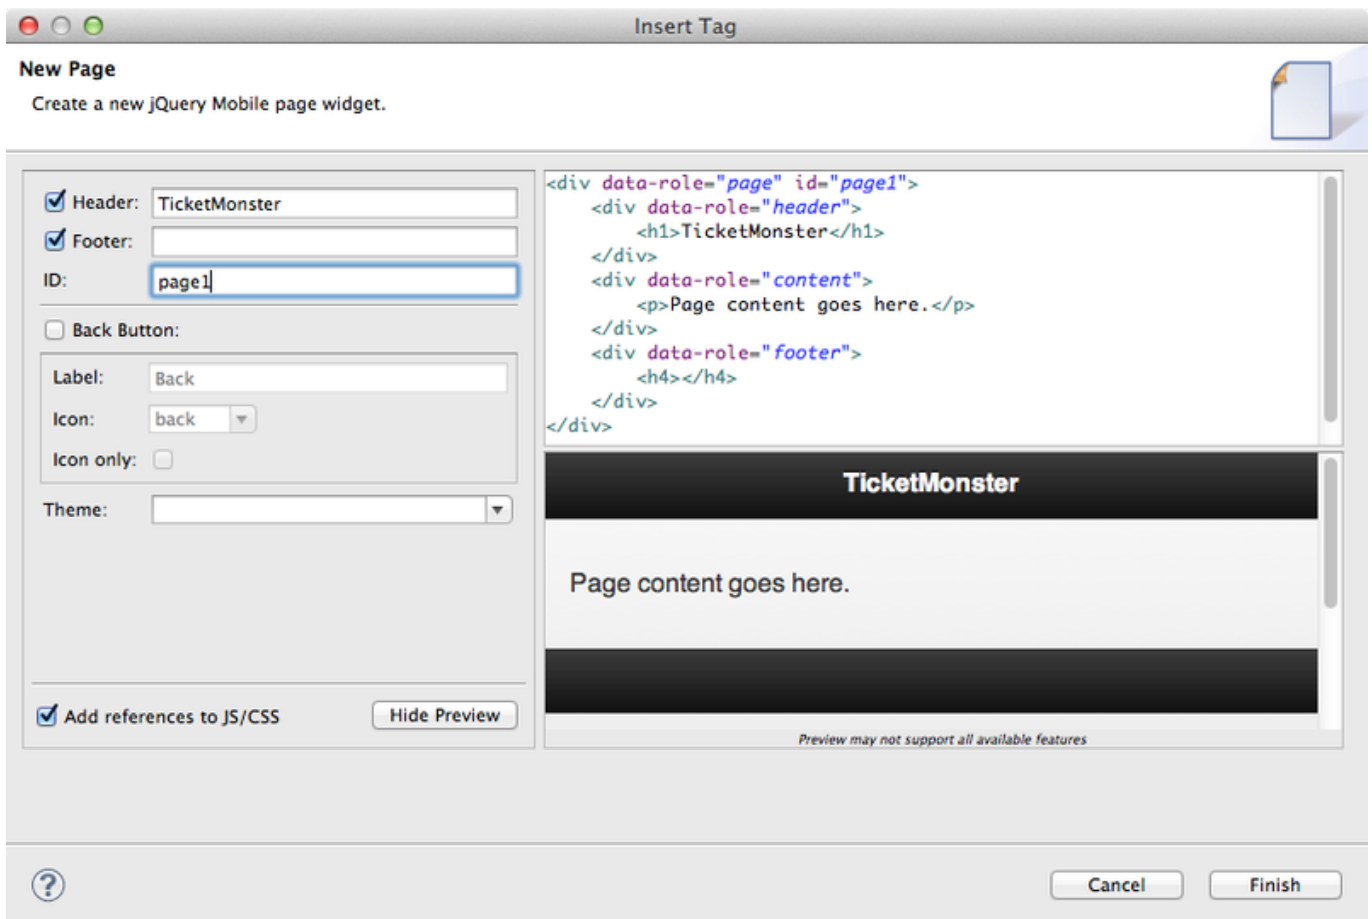 Insert Tag
New Page
Create a new jQuery Mobile page widget.
Header: TicketMonster
Footer:
ID: page1
Back Button:
Label: Back
Icon: back
Icon only:
Theme:
Add references to JS/CSS
Hide Preview
<div data-role="page" id="page1">
<div data-role="header">
<h1>TicketMonster</h1>
</div>
<div data-role="content">
<p>Page content goes here.</p>
</div>
<div data-role="footer">
<h4></h4>
</div>
</div>
TicketMonster
Page content goes here.
Preview may not support all available features
?
Cancel
Finish